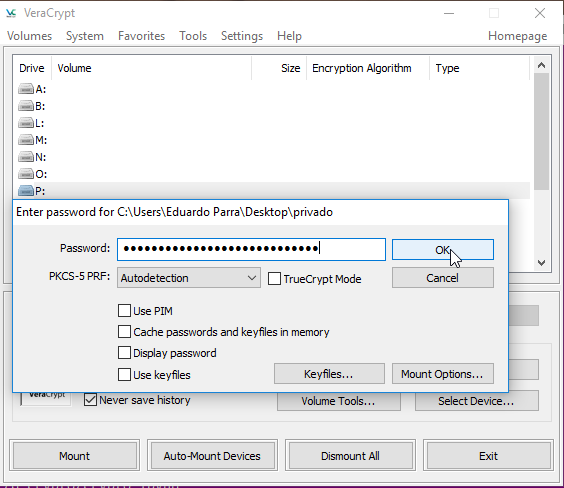 VeraCrypt
Volumes System Favorites Tools Settings Help Homepage
Drive Volume Size Encryption Algorithm Type
A:
B:
L:
M:
N:
O:
P:
Enter password for C:\Users\Eduardo Parra\Desktop\privado
Password: ●●●●●●●●●●●●●●●●●●●●●●●●●●●● OK
PKCS-5 PRF: Autodetection TrueCrypt Mode Cancel
Use PIM
Cache passwords and keyfiles in memory
Display password
Use keyfiles Keyfiles... Mount Options...
VeraCrypt Never save history Volume Tools... Select Device...
Mount Auto-Mount Devices Dismount All Exit